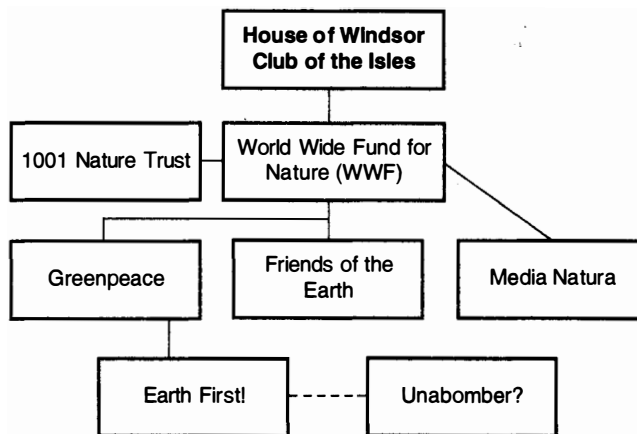 House of Windsor
Club of the Isles
1001 Nature Trust
World Wide Fund for
Nature (WWF)
Greenpeace
Friends of the
Earth
Media Natura
Earth First!
Unabomber?